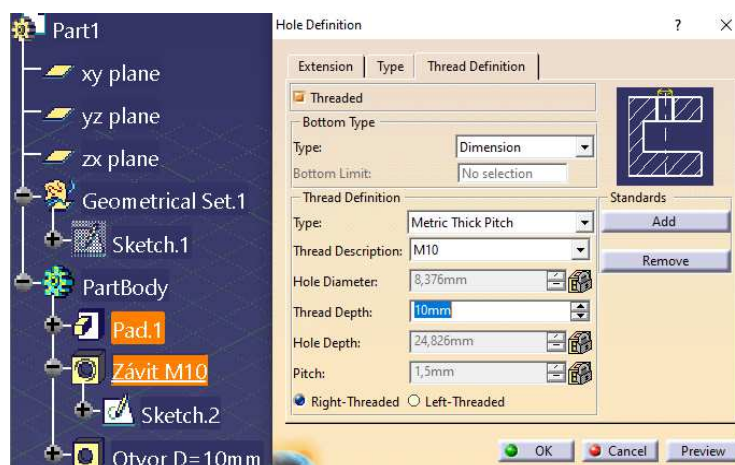 Part1
xy plane
yz plane
zx plane
Geometrical Set.1
Sketch.1
PartBody
Pad.1
Závit M10
Sketch.2
Otvor D=10mm
Hole Definition ? ×
Extension Type Thread Definition
Threaded
Bottom Type
Type: Dimension
Bottom Limit: No selection
Thread Definition
Type: Metric Thick Pitch
Thread Description: M10
Hole Diameter: 8,376mm
Thread Depth: 10mm
Hole Depth: 24,826mm
Pitch: 1,5mm
Right-Threaded Left-Threaded
Standards
Add
Remove
OK Cancel Preview